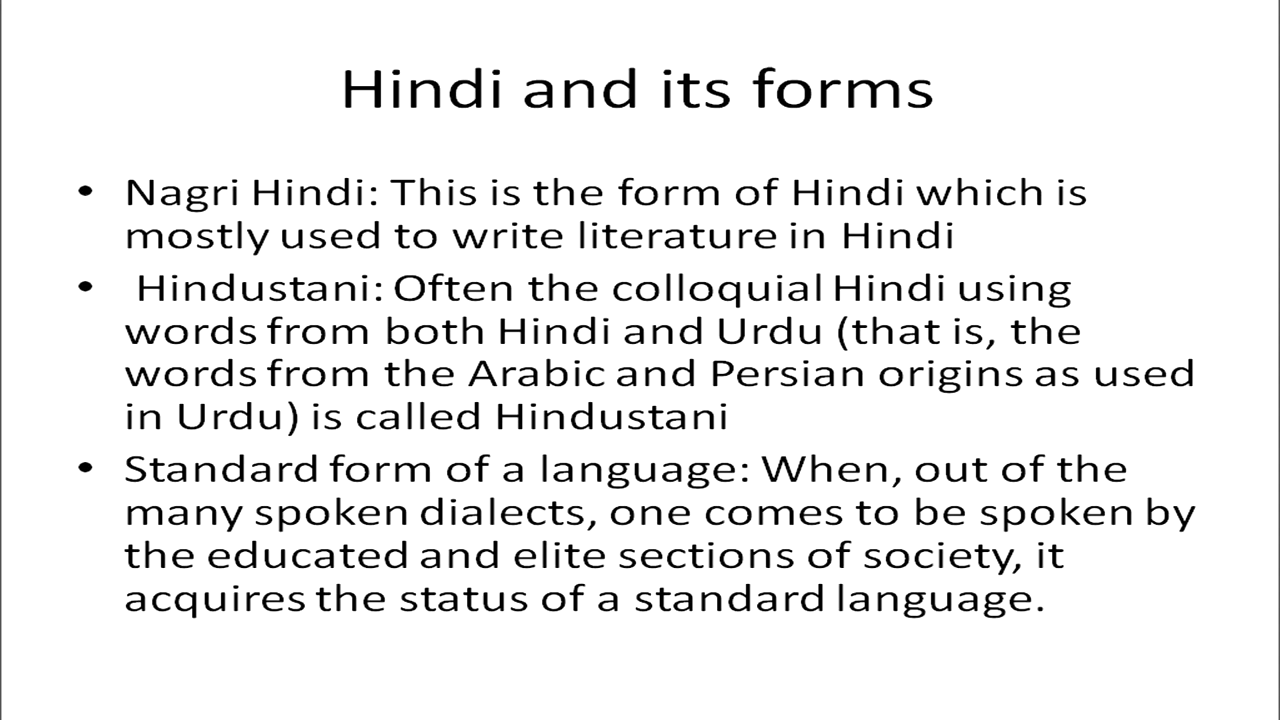 Hindi and its forms
• Nagri Hindi: This is the form of Hindi which is
mostly used to write literature in Hindi
• Hindustani: Often the colloquial Hindi using
words from both Hindi and Urdu (that is, the
words from the Arabic and Persian origins as used
in Urdu) is called Hindustani
• Standard form of a language: When, out of the
many spoken dialects, one comes to be spoken by
the educated and elite sections of society, it
acquires the status of a standard language.